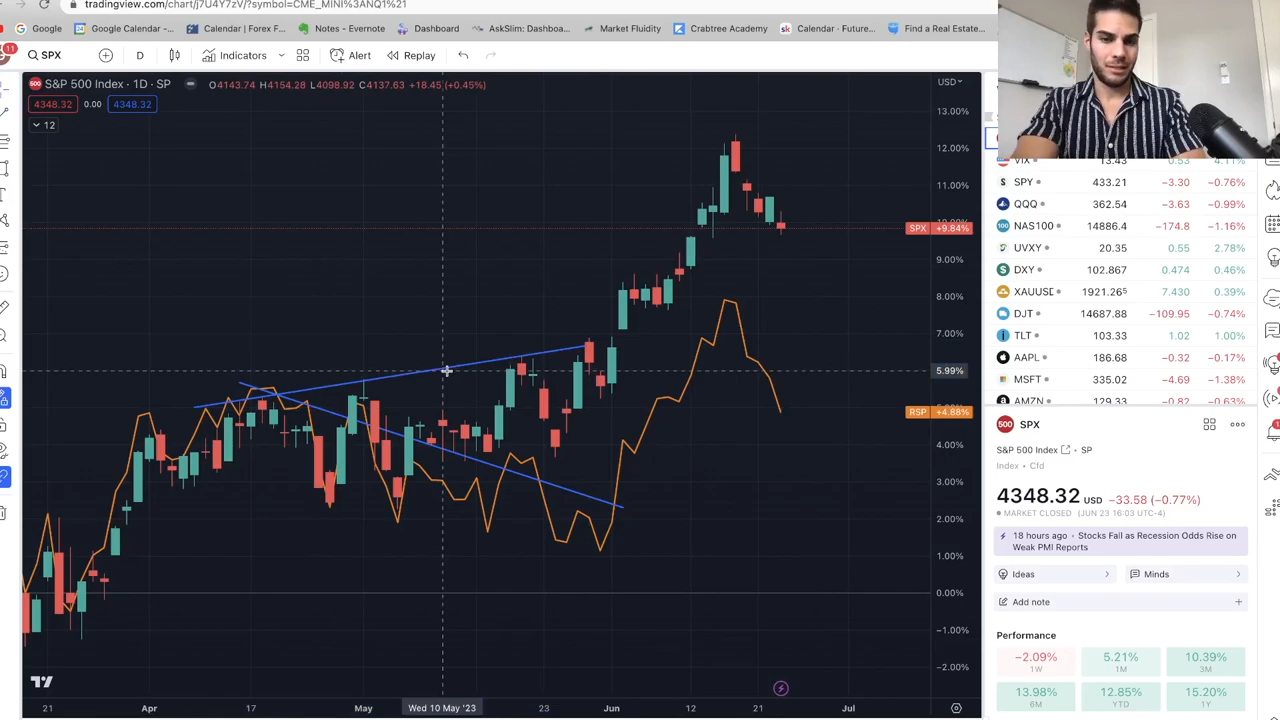 tradingview.com/chart/j7U4Y7zV/?symbol=CME_MINI%3ANQ1%21
Google
Google Calendar -...
Calendar | Forex F...
Notes - Evernote
Dashboard
AskSlim | Dashboa...
Market Fluidity
Crabtree Academy
Calendar - Future...
Find a Real Estate...
11
SPX
D
Indicators
Alert
Replay
S&P 500 Index · 1D · SP
O4143.74 H4154.28 L4098.92 C4137.63 +18.45 (+0.45%)
USD
4348.32 0.00 4348.32
12
13.00%
12.00%
11.00%
10.00%
SPX +9.84%
9.00%
8.00%
7.00%
5.99%
5.00%
RSP +4.88%
4.00%
3.00%
2.00%
1.00%
0.00%
−1.00%
−2.00%
21 Apr 17 May Wed 10 May '23 23 Jun 12 21 Jul
VIX 13.43 0.53 4.11%
SPY 433.21 −3.30 −0.76%
QQQ 362.54 −3.63 −0.99%
NAS100 14886.4 −174.8 −1.16%
UVXY 20.35 0.55 2.78%
DXY 102.867 0.474 0.46%
XAUUSD 1921.265 7.430 0.39%
DJT 14687.88 −109.95 −0.74%
TLT 103.33 1.02 1.00%
AAPL 186.68 −0.32 −0.17%
MSFT 335.02 −4.69 −1.38%
AMZN 129.33 −0.82 −0.63%
500 SPX
S&P 500 Index · SP
Index · Cfd
4348.32 USD −33.58 (−0.77%)
MARKET CLOSED (JUN 23 16:03 UTC-4)
18 hours ago · Stocks Fall as Recession Odds Rise on
Weak PMI Reports
Ideas
Minds
Add note
Performance
−2.09% 5.21% 10.39%
1W 1M 3M
13.98% 12.85% 15.20%
6M YTD 1Y